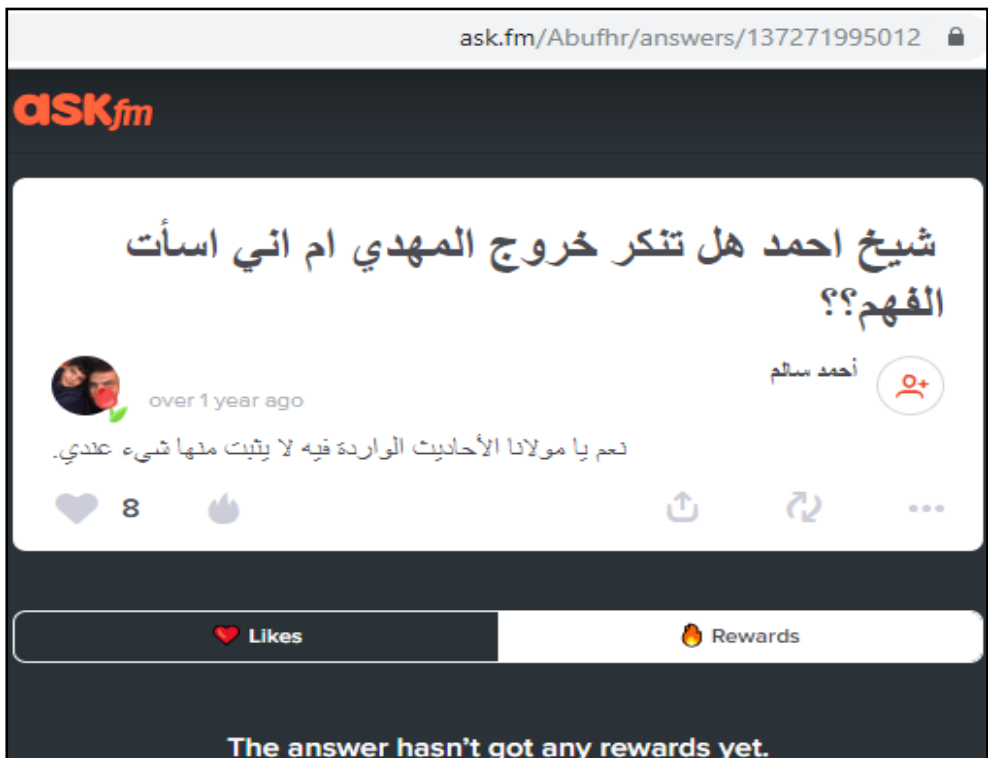 ask.fm/Abufhr/answers/137271995012
ASKfm
شيخ احمد هل تنكر خروج المهدي ام اني اسأت
الفهم؟؟
أحمد سالم
over 1 year ago
نعم يا مولانا الأحاديث الواردة فيه لا يثبت منها شيء عندي.
8
Likes
Rewards
The answer hasn't got any rewards yet.